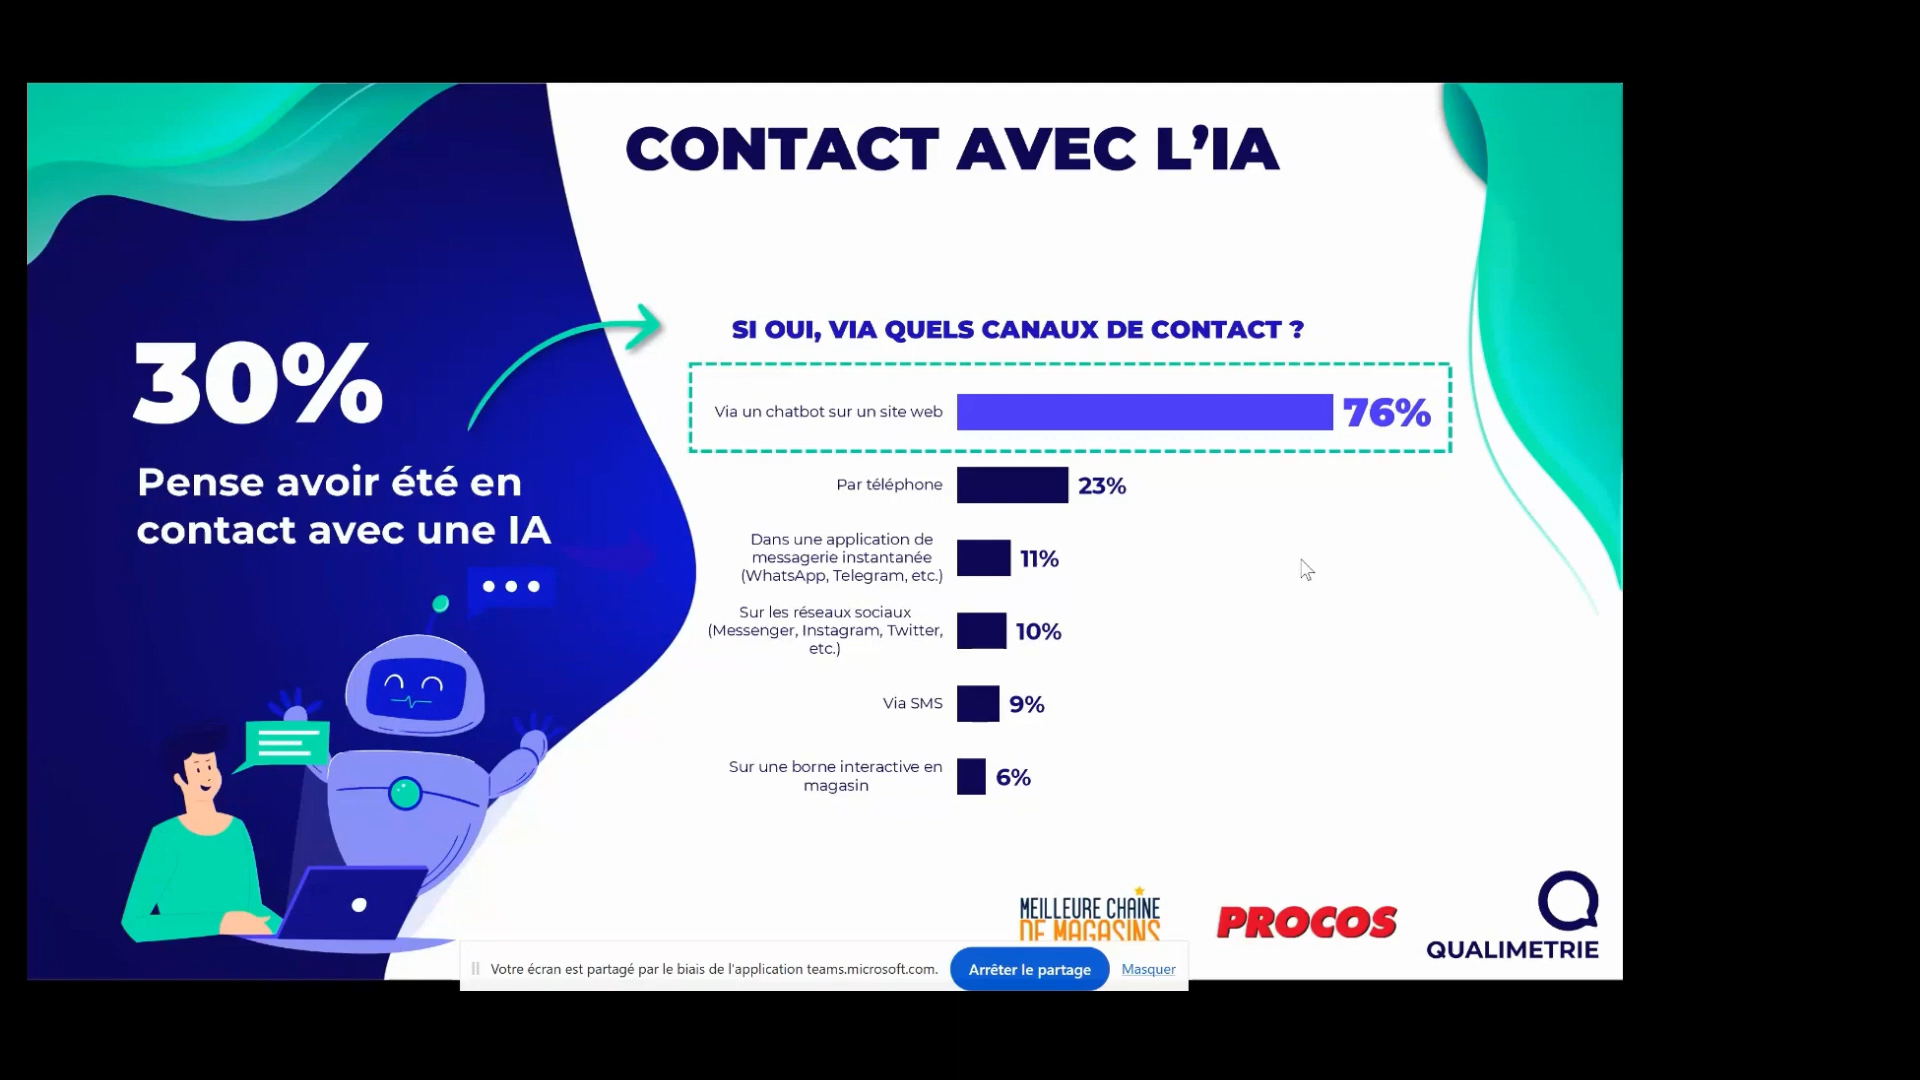 CONTACT AVEC L'IA
30%
Pense avoir été en
contact avec une IA
SI OUI, VIA QUELS CANAUX DE CONTACT ?
Via un chatbot sur un site web 76%
Par téléphone 23%
Dans une application de
messagerie instantanée
(WhatsApp, Telegram, etc.) 11%
Sur les réseaux sociaux
(Messenger, Instagram, Twitter,
etc.) 10%
Via SMS 9%
Sur une borne interactive en
magasin 6%
MEILLEURE CHAINE
DE MAGASINS
PROCOS
QUALIMETRIE
Votre écran est partagé par le biais de l'application teams.microsoft.com. Arrêter le partage Masquer